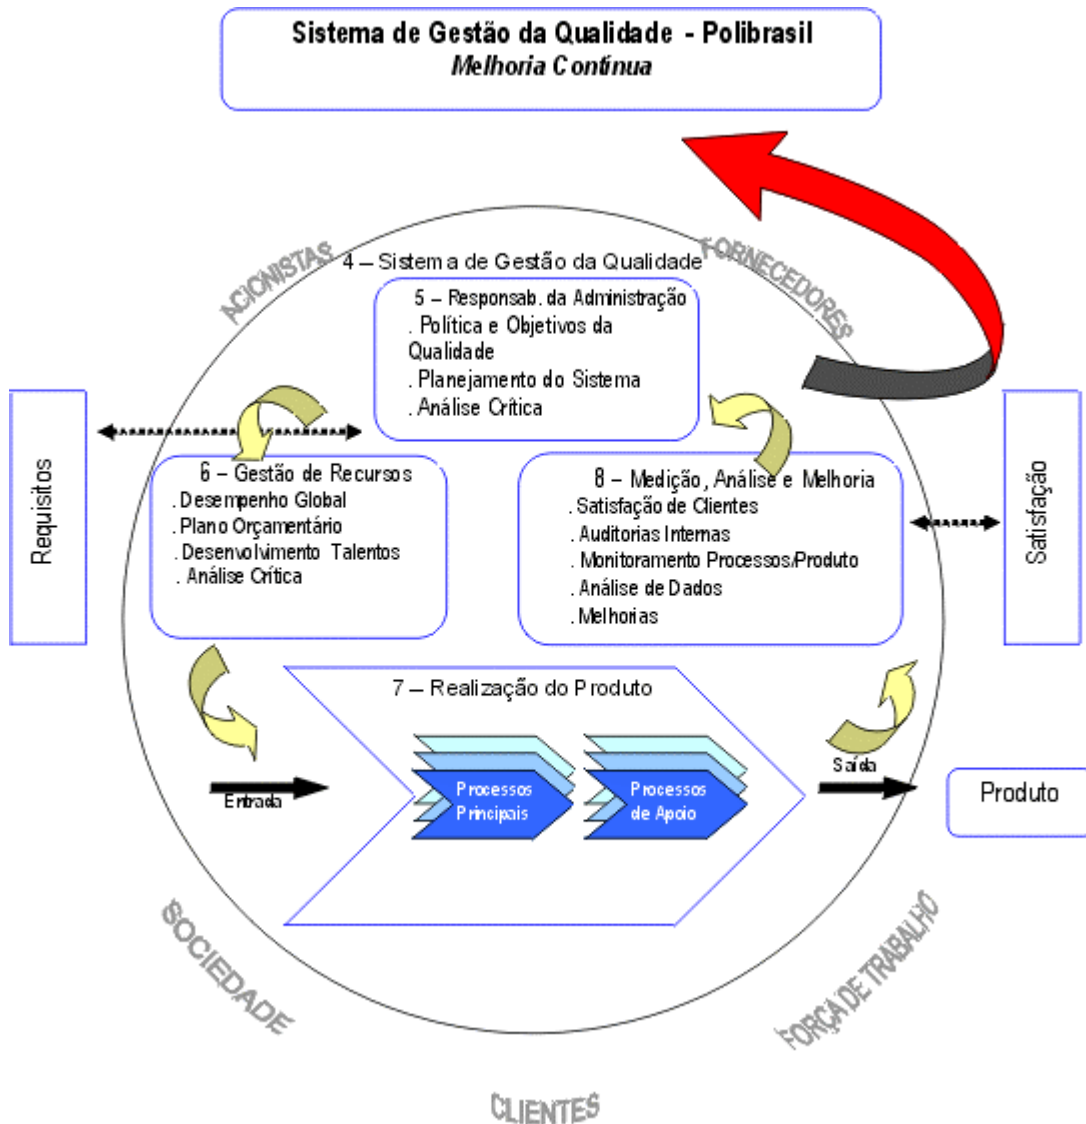 Sistema de Gestão da Qualidade - Polibrasil
Melhoria Contínua
ACIONISTAS
FORNECEDORES
4 – Sistema de Gestão da Qualidade
5 – Responsab. da Administração
. Política e Objetivos da
Qualidade
. Planejamento do Sistema
. Análise Crítica
Requisitos
6 – Gestão de Recursos
. Desempenho Global
. Plano Orçamentário
. Desenvolvimento Talentos
. Análise Crítica
8 – Medição, Análise e Melhoria
. Satisfação de Clientes
. Auditorias Internas
. Monitoramento Processos/Produto
. Análise de Dados
. Melhorias
Satisfação
7 – Realização do Produto
Entrada
Processos
Principais
Processos
de Apoio
Saída
Produto
SOCIEDADE
FORÇA DE TRABALHO
CLIENTES